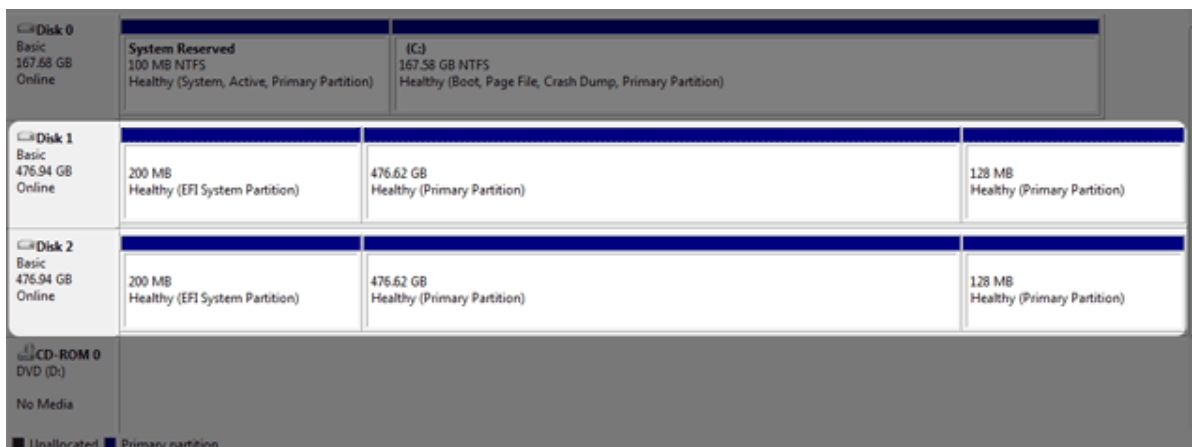 Disk 0
Basic
167.68 GB
Online
System Reserved
100 MB NTFS
Healthy (System, Active, Primary Partition)
(C:)
167.58 GB NTFS
Healthy (Boot, Page File, Crash Dump, Primary Partition)
Disk 1
Basic
476.94 GB
Online
200 MB
Healthy (EFI System Partition)
476.62 GB
Healthy (Primary Partition)
128 MB
Healthy (Primary Partition)
Disk 2
Basic
476.94 GB
Online
200 MB
Healthy (EFI System Partition)
476.62 GB
Healthy (Primary Partition)
128 MB
Healthy (Primary Partition)
CD-ROM 0
DVD (D:)
No Media
Unallocated Primary partition